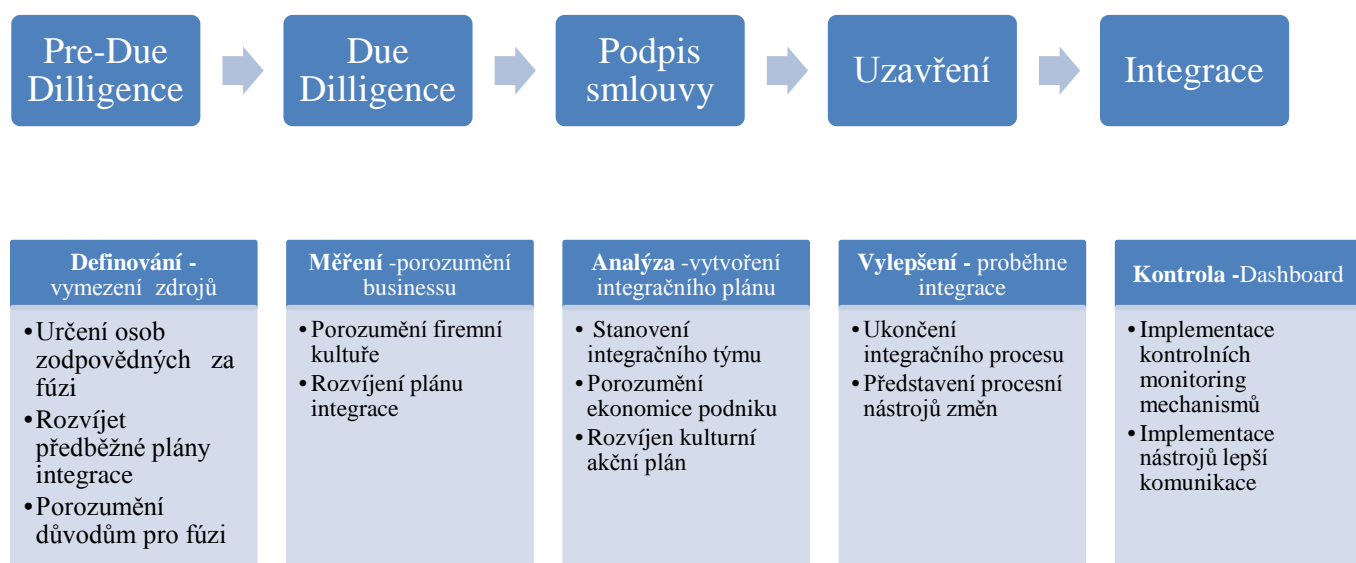 Pre-Due
Dilligence
Due
Dilligence
Podpis
smlouvy
Uzavření
Integrace
Definování -
vymezení zdrojů
•Určení osob
zodpovědných za
fúzi
•Rozvíjet
předběžné plány
integrace
•Porozumění
důvodům pro fúzi
Měření -porozumění
businessu
•Porozumění firemní
kultuře
•Rozvíjení plánu
integrace
Analýza -vytvoření
integračního plánu
• Stanovení
integračního týmu
•Porozumění
ekonomice podniku
•Rozvíjen kulturní
akční plán
Vylepšení - proběhne
integrace
•Ukončení
integračního procesu
•Představení procesní
nástrojů změn
Kontrola -Dashboard
•Implementace
kontrolních
monitoring
mechanismů
•Implementace
nástrojů lepší
komunikace